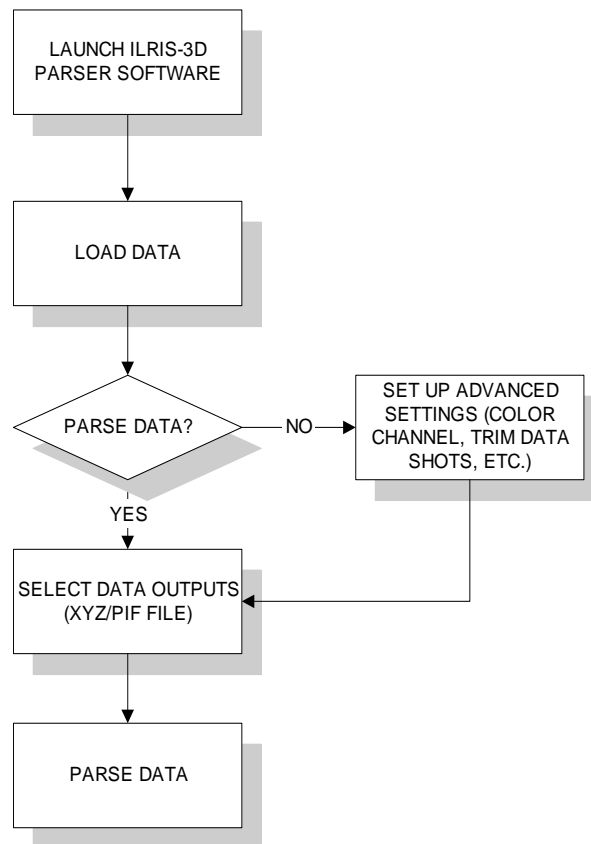 LAUNCH ILRIS-3D
PARSER SOFTWARE
LOAD DATA
PARSE DATA?
NO
SET UP ADVANCED
SETTINGS (COLOR
CHANNEL, TRIM DATA
SHOTS, ETC.)
YES
SELECT DATA OUTPUTS
(XYZ/PIF FILE)
PARSE DATA